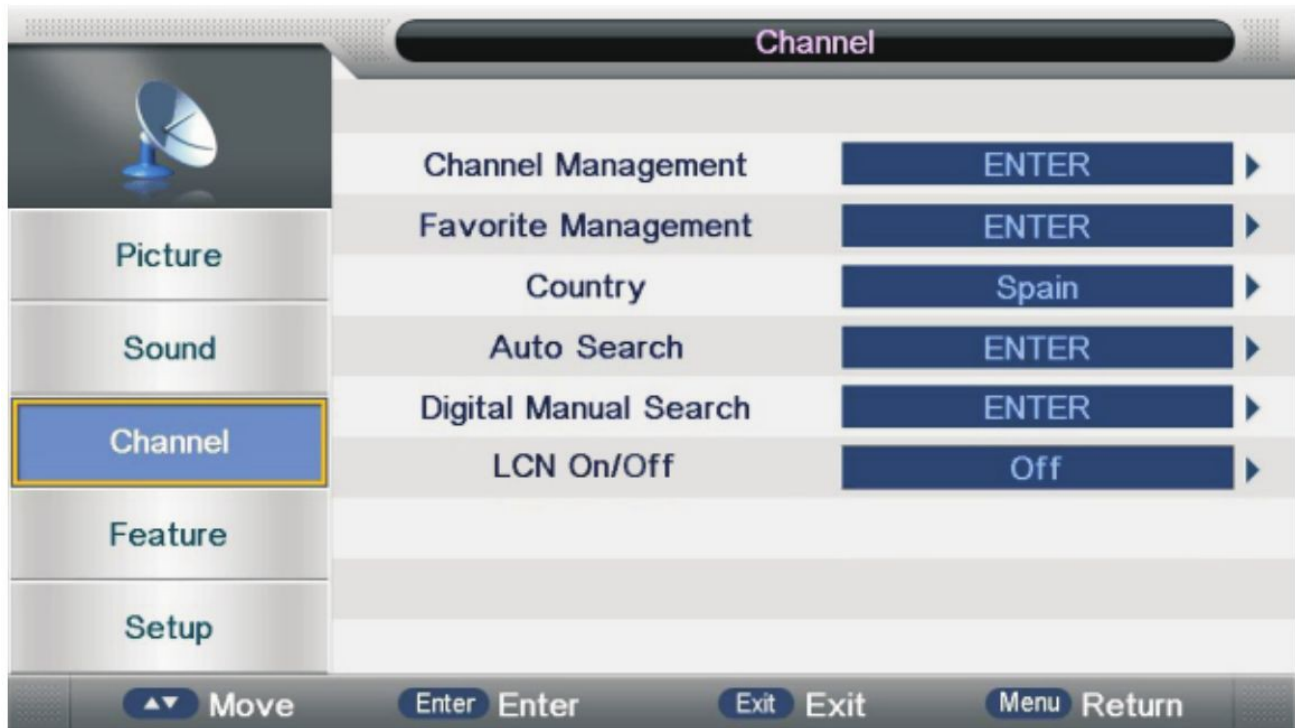 Channel
Channel Management ENTER
Favorite Management ENTER
Country Spain
Auto Search ENTER
Digital Manual Search ENTER
LCN On/Off Off
Picture
Sound
Channel
Feature
Setup
Move Enter Enter Exit Exit Menu Return